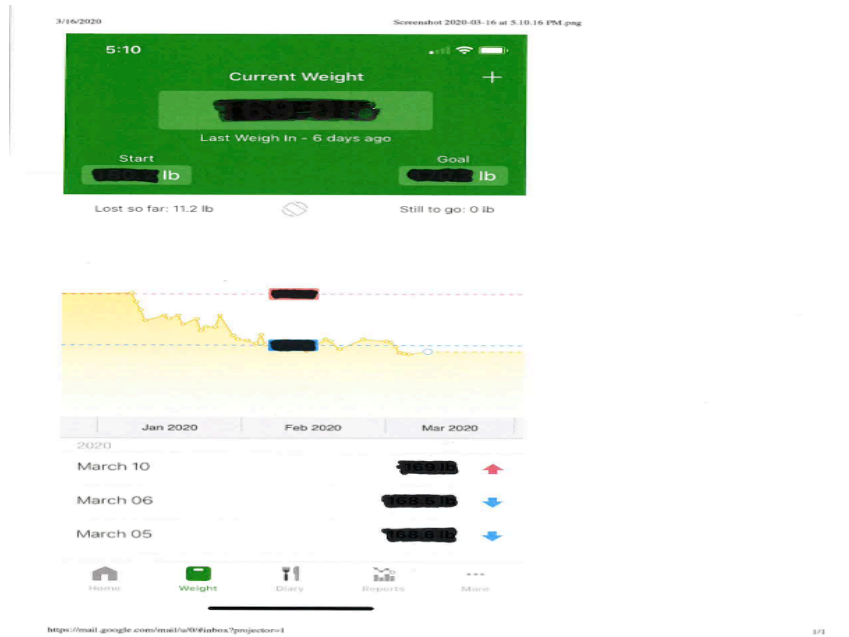 3/16/2020 Screenshot 2020-03-16 at 5.10.16 PM.png
5:10
Current Weight
Last Weigh In - 6 days ago
Start Goal
lb lb
Lost so far: 11.2 lb Still to go: 0 lb
Jan 2020 Feb 2020 Mar 2020
2020
March 10
March 06
March 05
Home Weight Diary Reports More
https://mail.google.com/mail/u/0/#inbox?projector=1 1/1